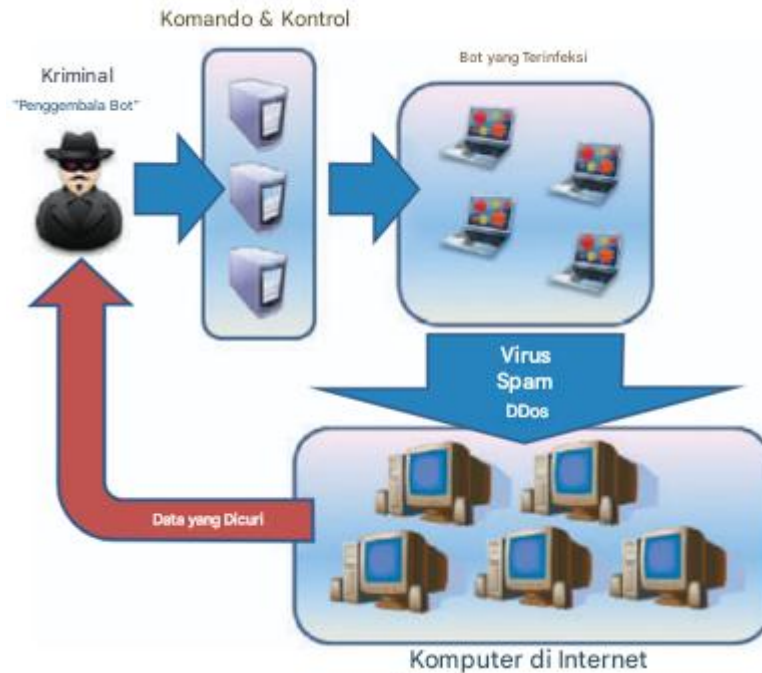 Komando & Kontrol
Kriminal
"Penggembala Bot"
Bot yang Terinfeksi
Virus
Spam
DDos
Data yang Dicuri
Komputer di Internet